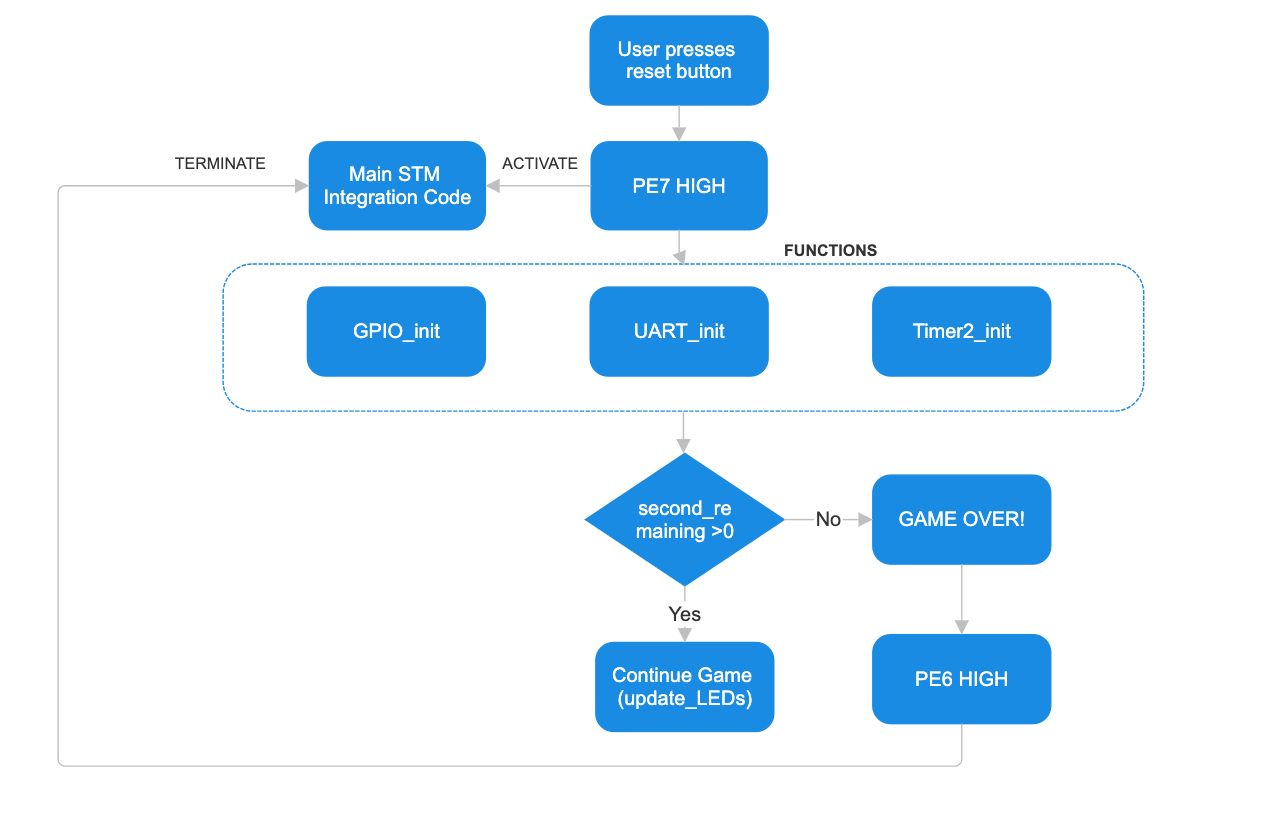 User presses
reset button
TERMINATE
Main STM
Integration Code
ACTIVATE
PE7 HIGH
FUNCTIONS
GPIO_init
UART_init
Timer2_init
second_re
maining >0
No
GAME OVER!
Yes
Continue Game
(update_LEDs)
PE6 HIGH